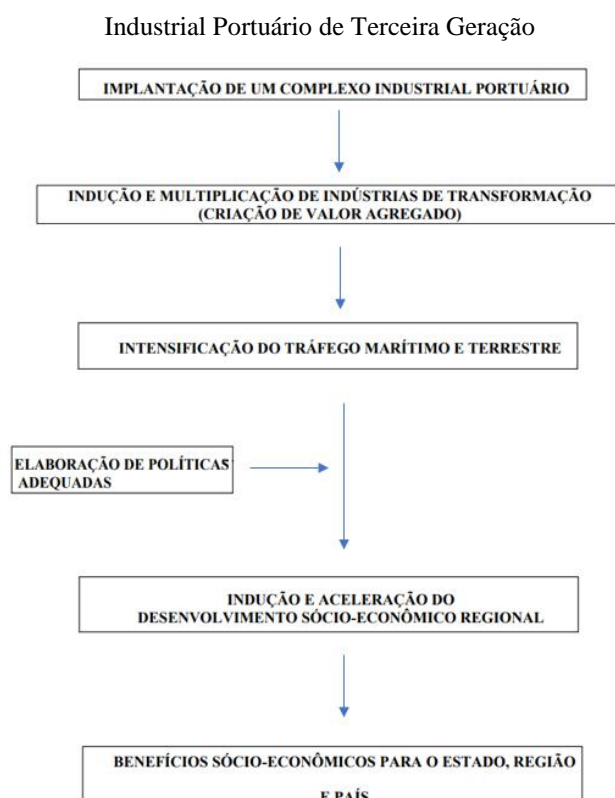 Industrial Portuário de Terceira Geração
IMPLANTAÇÃO DE UM COMPLEXO INDUSTRIAL PORTUÁRIO
INDUÇÃO E MULTIPLICAÇÃO DE INDÚSTRIAS DE TRANSFORMAÇÃO
(CRIAÇÃO DE VALOR AGREGADO)
INTENSIFICAÇÃO DO TRÁFEGO MARÍTIMO E TERRESTRE
ELABORAÇÃO DE POLÍTICAS
ADEQUADAS
INDUÇÃO E ACELERAÇÃO DO
DESENVOLVIMENTO SÓCIO-ECONÔMICO REGIONAL
BENEFÍCIOS SÓCIO-ECONÔMICOS PARA O ESTADO, REGIÃO
E PAÍS